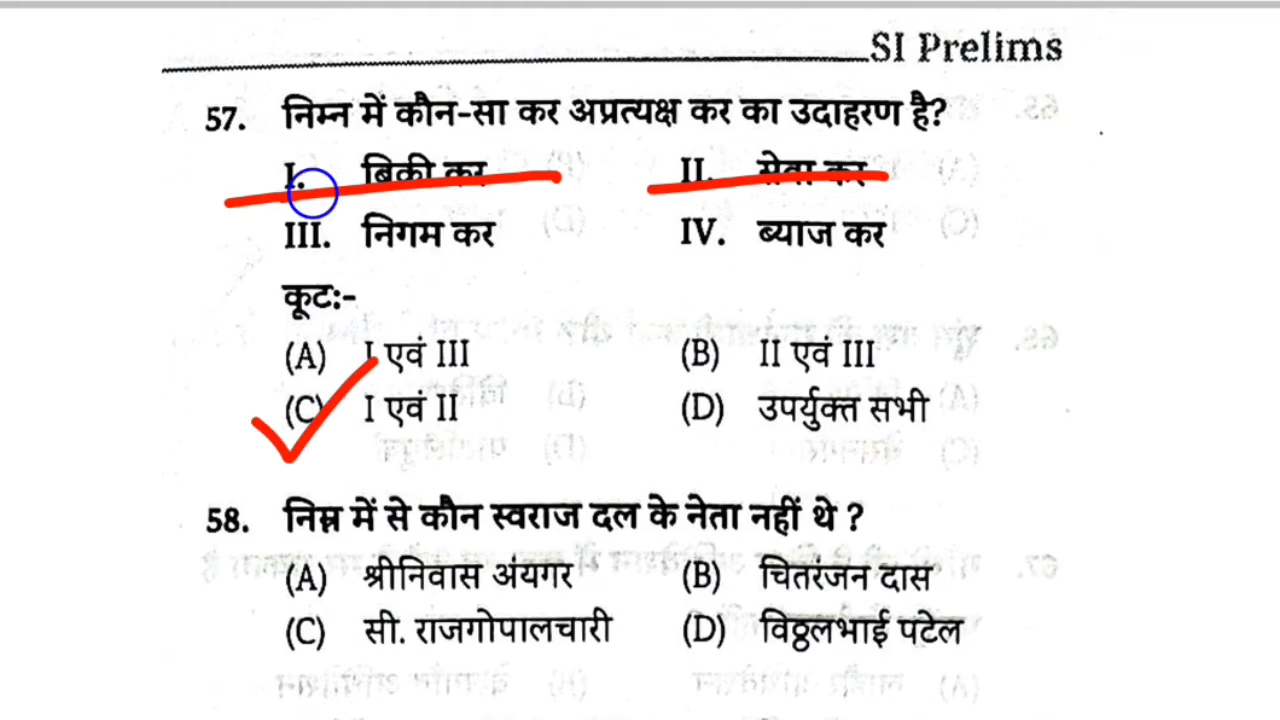 SI Prelims
57. निम्न में कौन-सा कर अप्रत्यक्ष कर का उदाहरण है?
I. बिक्री कर II. सेवा कर
III. निगम कर IV. ब्याज कर
कूटः-
(A) I एवं III (B) II एवं III
(C) I एवं II (D) उपर्युक्त सभी
58. निम्न में से कौन स्वराज दल के नेता नहीं थे ?
(A) श्रीनिवास अंयगर (B) चितरंजन दास
(C) सी. राजगोपालचारी (D) विठ्ठलभाई पटेल